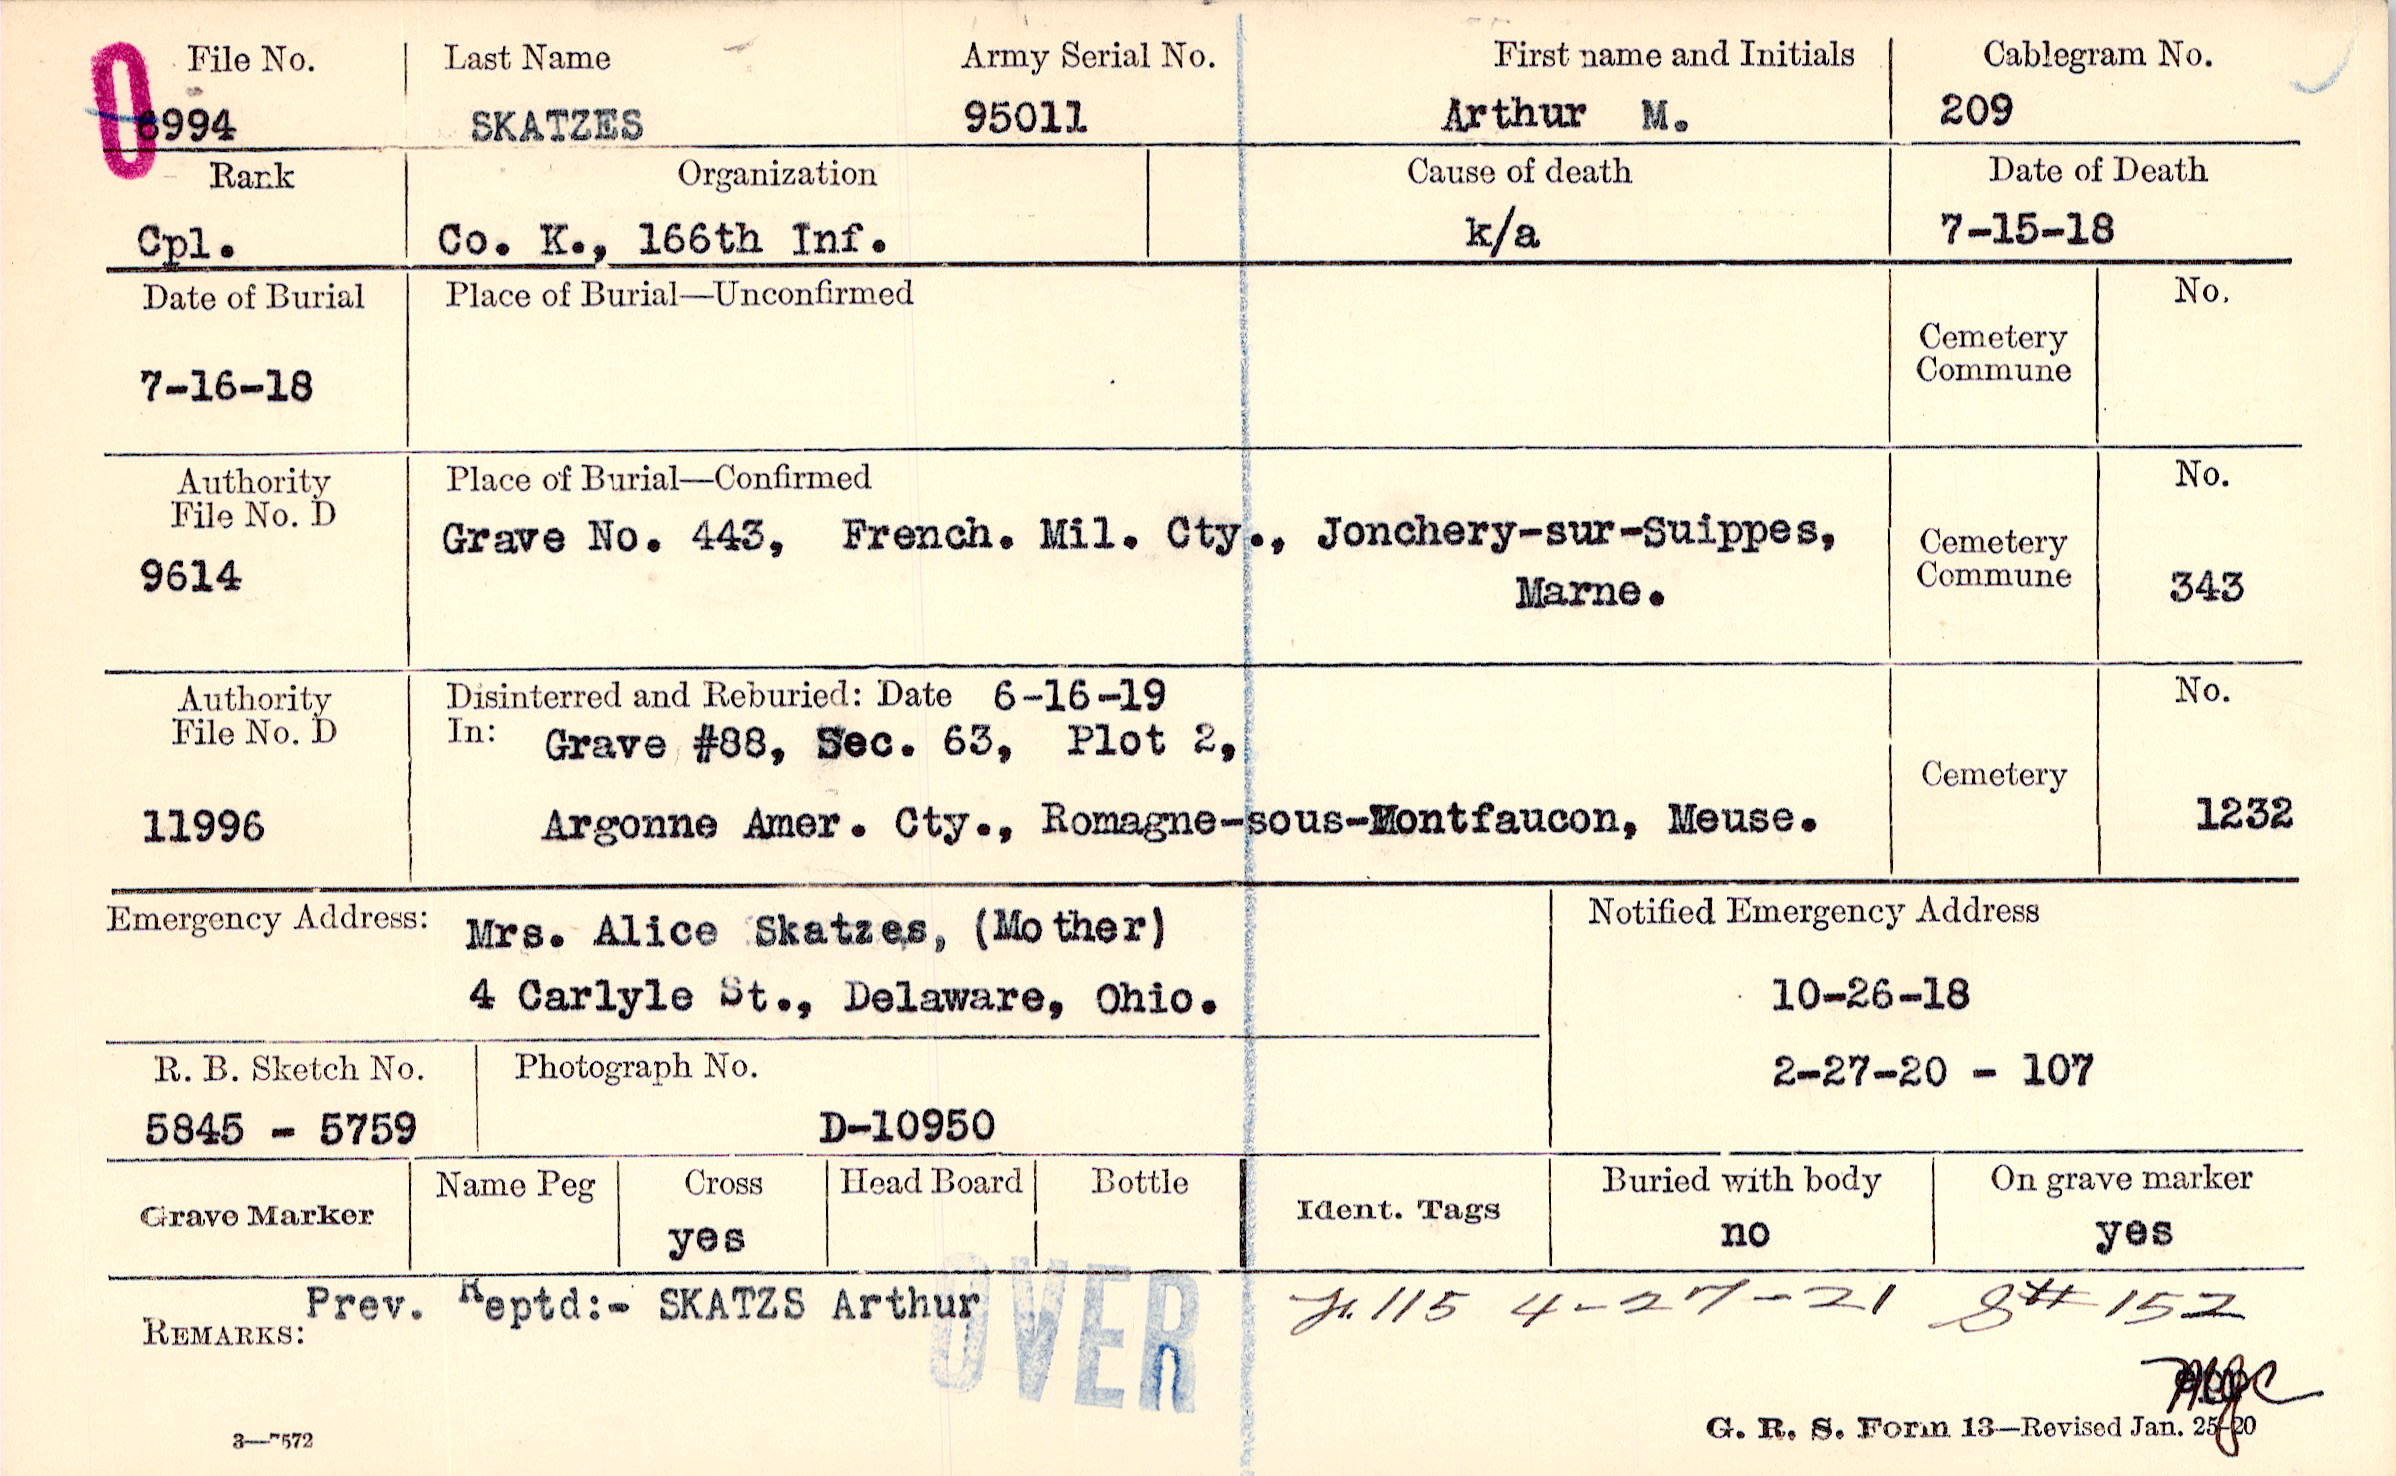 File No. Last Name Army Serial No. First name and Initials Cablegram No.
6994 SKATZES 95011 Arthur M. 209
Rank Organization Cause of death Date of Death
Cpl. Co. K., 166th Inf. k/a 7-15-18
Date of Burial Place of Burial—Unconfirmed No.
Cemetery
Commune
7-16-18
Authority Place of Burial—Confirmed No.
File No. D Grave No. 443, French. Mil. Cty., Jonchery-sur-Suippes, Cemetery
9614 Marne. Commune 343
Authority Disinterred and Reburied: Date 6-16-19 No.
File No. D In: Grave #88, Sec. 63, Plot 2,
Cemetery
11996 Argonne Amer. Cty., Romagne-sous-Montfaucon, Meuse. 1232
Emergency Address: Mrs. Alice Skatzes, (Mother) Notified Emergency Address
4 Carlyle St., Delaware, Ohio. 10-26-18
R. B. Sketch No. Photograph No. 2-27-20 - 107
5845 - 5759 D-10950
Name Peg Cross Head Board Bottle Buried with body On grave marker
Grave Marker yes Ident. Tags no yes
Prev. Reptd:- SKATZS Arthur 115 4-27-21 152
REMARKS:
OVER
G. R. S. Form 13—Revised Jan. 25-20
3—7572